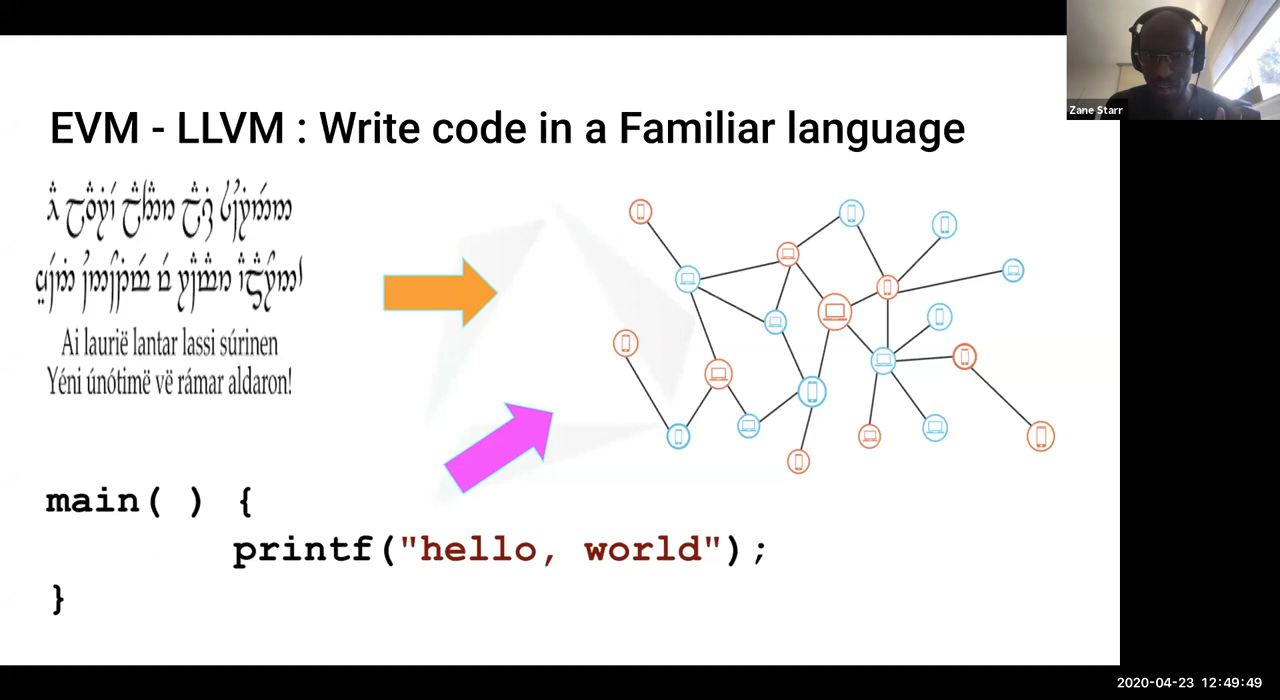 Zane Starr
EVM - LLVM : Write code in a Familiar language
Ai laurië lantar lassi súrinen
Yéni únótimë vë rámar aldaron!
main( ) {
printf("hello, world");
}
2020-04-23 12:49:49